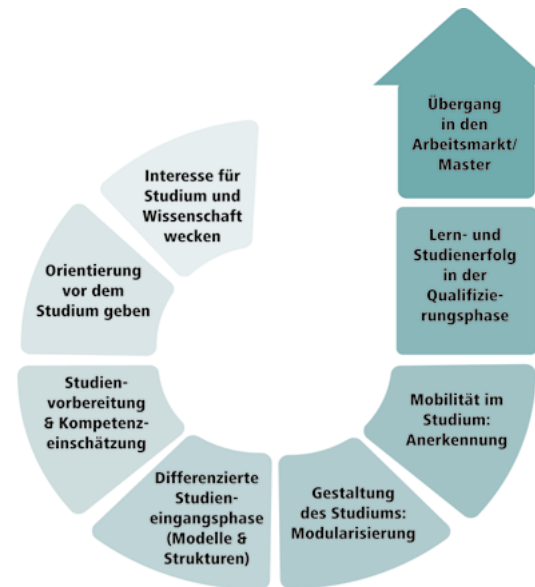 Interesse für
Studium und
Wissenschaft
wecken
Orientierung
vor dem
Studium geben
Studien-
vorbereitung
& Kompetenz-
einschätzung
Differenzierte
Studien-
eingangsphase
(Modelle &
Strukturen)
Gestaltung
des Studiums:
Modularisierung
Mobilität im
Studium:
Anerkennung
Lern- und
Studienerfolg
in der
Qualifizie-
rungsphase
Übergang
in den
Arbeitsmarkt/
Master